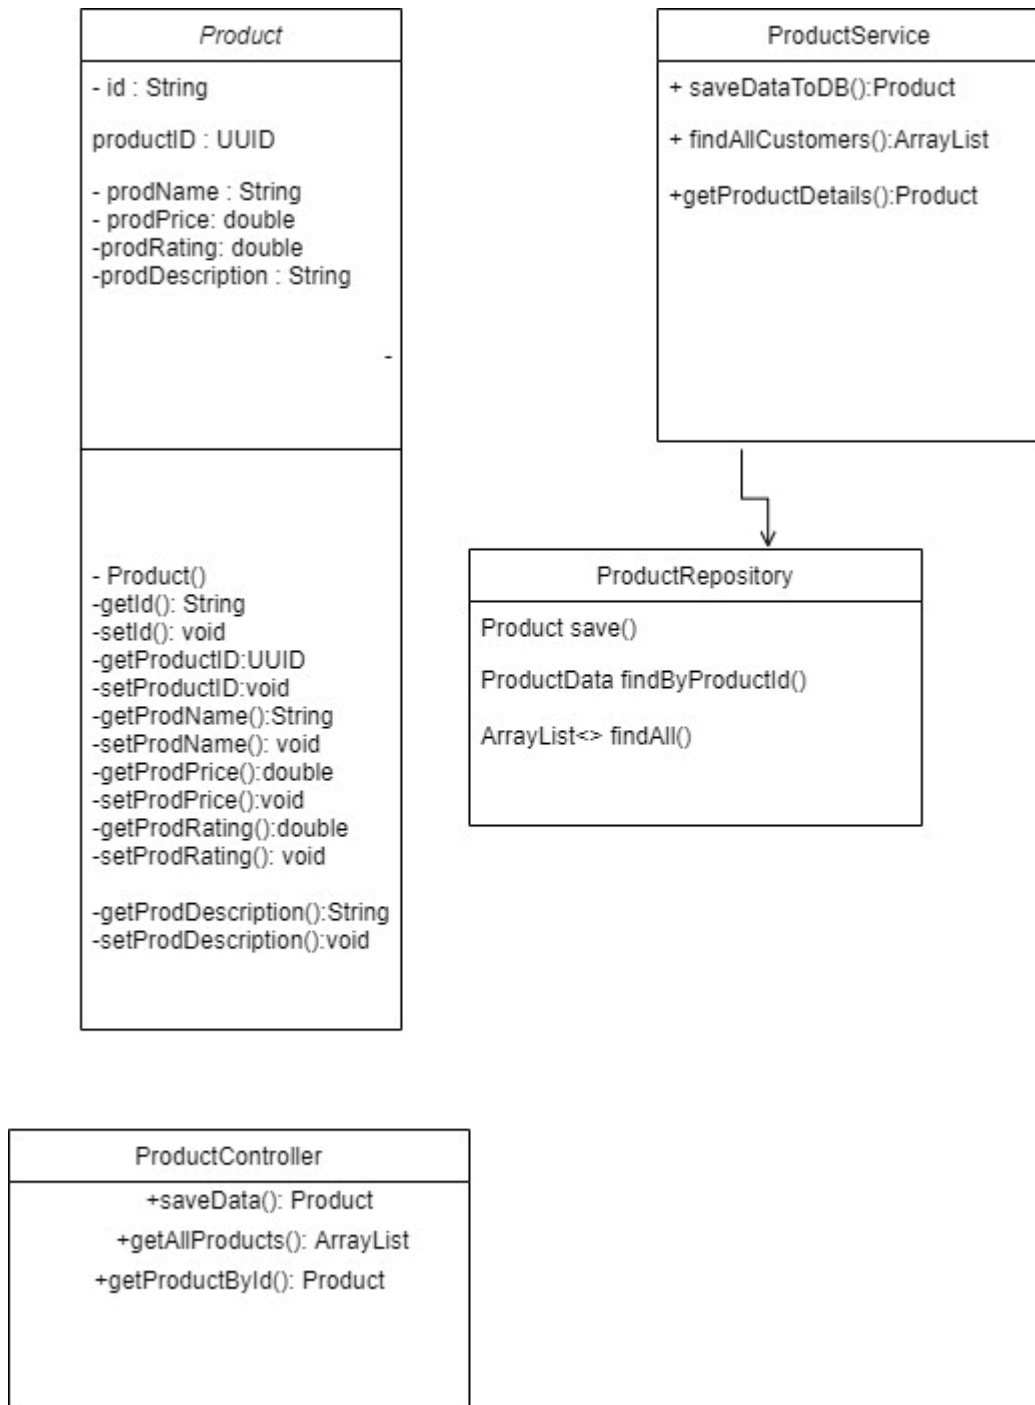 Product
- id : String
productID : UUID
- prodName : String
- prodPrice: double
-prodRating: double
-prodDescription : String
-
- Product()
-getId(): String
-setId(): void
-getProductID:UUID
-setProductID:void
-getProdName():String
-setProdName(): void
-getProdPrice():double
-setProdPrice():void
-getProdRating():double
-setProdRating(): void
-getProdDescription():String
-setProdDescription():void
ProductService
+ saveDataToDB():Product
+ findAllCustomers():ArrayList
+getProductDetails():Product
ProductRepository
Product save()
ProductData findByProductId()
ArrayList<> findAll()
ProductController
+saveData(): Product
+getAllProducts(): ArrayList
+getProductById(): Product